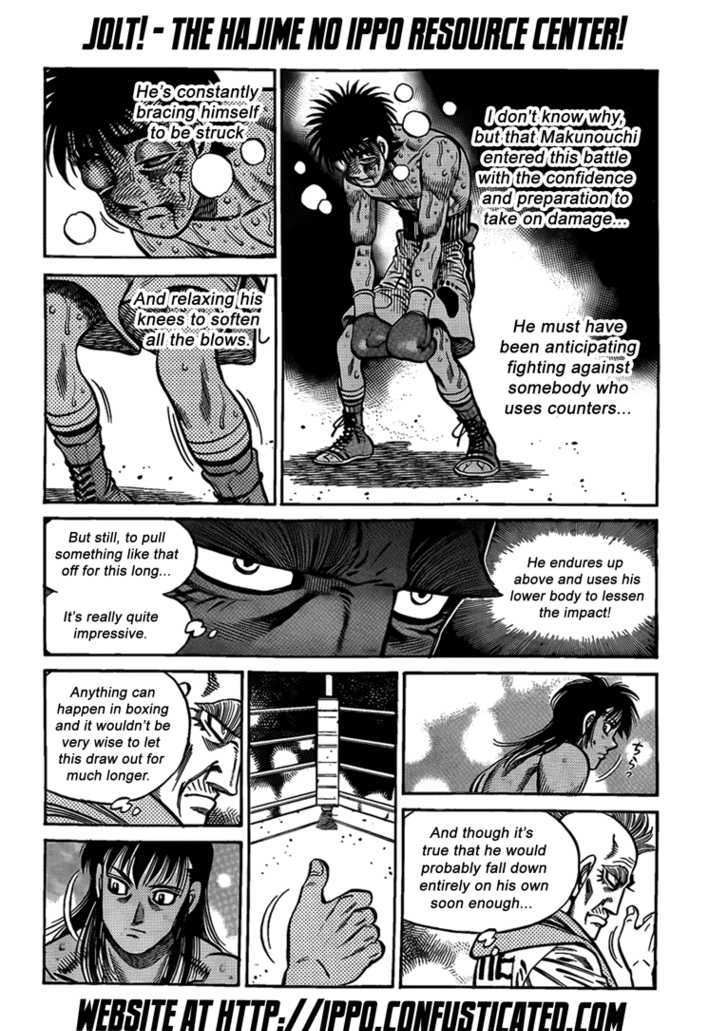 JOLT! - THE HAJIME NO IPPO RESOURCE CENTER!
He's constantly
bracing himself
to be struck
I don't know why,
but that Makunouchi
entered this battle
with the confidence
and preparation to
take on damage...
And relaxing his
knees to soften
all the blows.
He must have
been anticipating
fighting against
somebody who
uses counters...
But still, to pull
something like that
off for this long...
It's really quite
impressive.
He endures up
above and uses his
lower body to lessen
the impact!
Anything can
happen in boxing
and it wouldn't be
very wise to let
this draw out for
much longer.
ちらっ
And though it's
true that he would
probably fall down
entirely on his own
soon enough...
WEBSITE AT HTTP://IPPO.CONFUSTICATED.COM